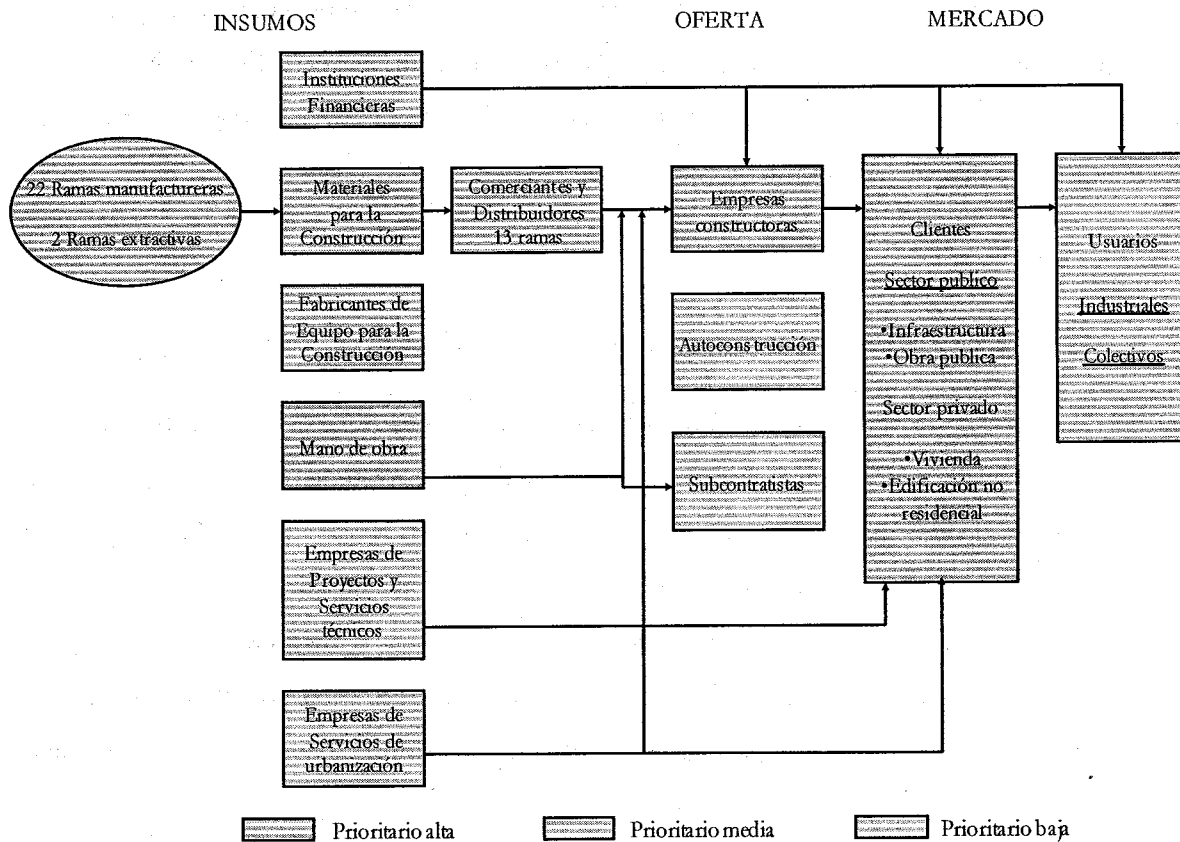 INSUMOS
OFERTA
MERCADO
Instituciones
Financieras
22 Ramas manufactureras
2 Ramas extractivas
Materiales
para la
Construcción
Comerciantes y
Distribuidores
13 ramas
Empresas
constructoras
Clientes
Sector publico
•Infraestructura
•Obra publica
Sector privado
•Vivienda
•Edificación no
residencial
Usuarios
Industriales
Colectivos
Fabricantes de
Equipo para la
Construcción
Autoconstrucción
Mano de obra
Subcontratistas
Empresas de
Proyectos y
Servicios
técnicos
Empresas de
Servicios de
urbanización
Prioritario alta
Prioritario media
Prioritario baja